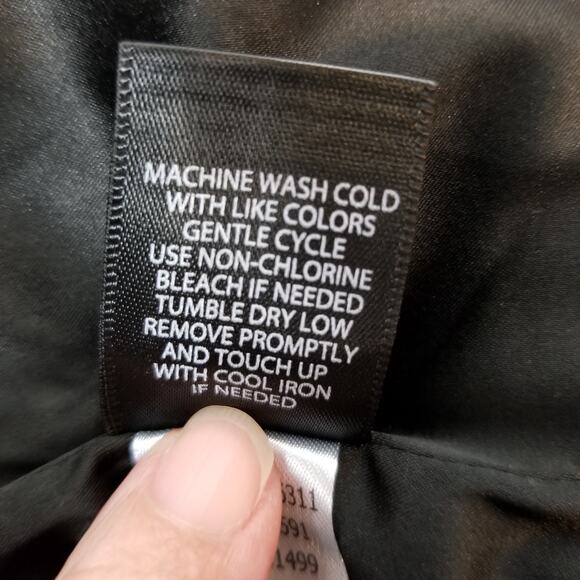 MACHINE WASH COLD
WITH LIKE COLORS
GENTLE CYCLE
USE NON-CHLORINE
BLEACH IF NEEDED
TUMBLE DRY LOW
REMOVE PROMPTLY
AND TOUCH UP
WITH COOL IRON
IF NEEDED